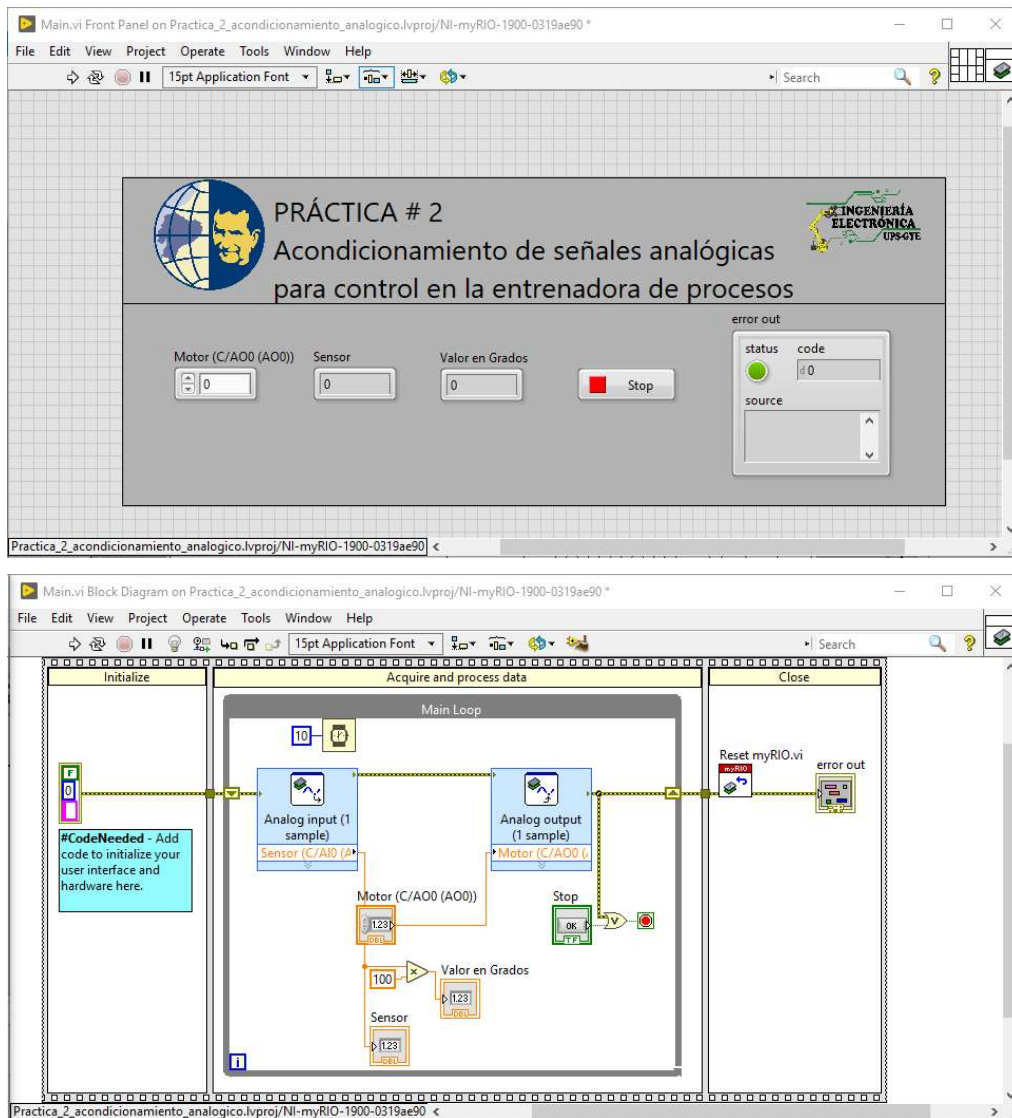 Main.vi Front Panel on Practica_2_acondicionamiento_analogico.lvproj/NI-myRIO-1900-0319ae90 *
File Edit View Project Operate Tools Window Help
15pt Application Font
Search
PRÁCTICA # 2
Acondicionamiento de señales analógicas
para control en la entrenadora de procesos
INGENIERÍA
ELECTRÓNICA
UPS-GYE
error out
Motor (C/AO0 (AO0)) Sensor Valor en Grados
0 0 0
Stop
status code
d 0
source
Practica_2_acondicionamiento_analogico.lvproj/NI-myRIO-1900-0319ae90
Main.vi Block Diagram on Practica_2_acondicionamiento_analogico.lvproj/NI-myRIO-1900-0319ae90 *
File Edit View Project Operate Tools Window Help
15pt Application Font
Search
Initialize
Acquire and process data
Close
Main Loop
10
F
0
#CodeNeeded - Add
code to initialize your
user interface and
hardware here.
Analog input (1
sample)
Sensor (C/AI0 (A
Analog output
(1 sample)
Motor (C/AO0 (
Reset myRIO.vi
myRIO
error out
Motor (C/AO0 (AO0))
1.23
DBL
Stop
OK
TF
V
100
x
Valor en Grados
1.23
DBL
Sensor
1.23
DBL
i
Practica_2_acondicionamiento_analogico.lvproj/NI-myRIO-1900-0319ae90